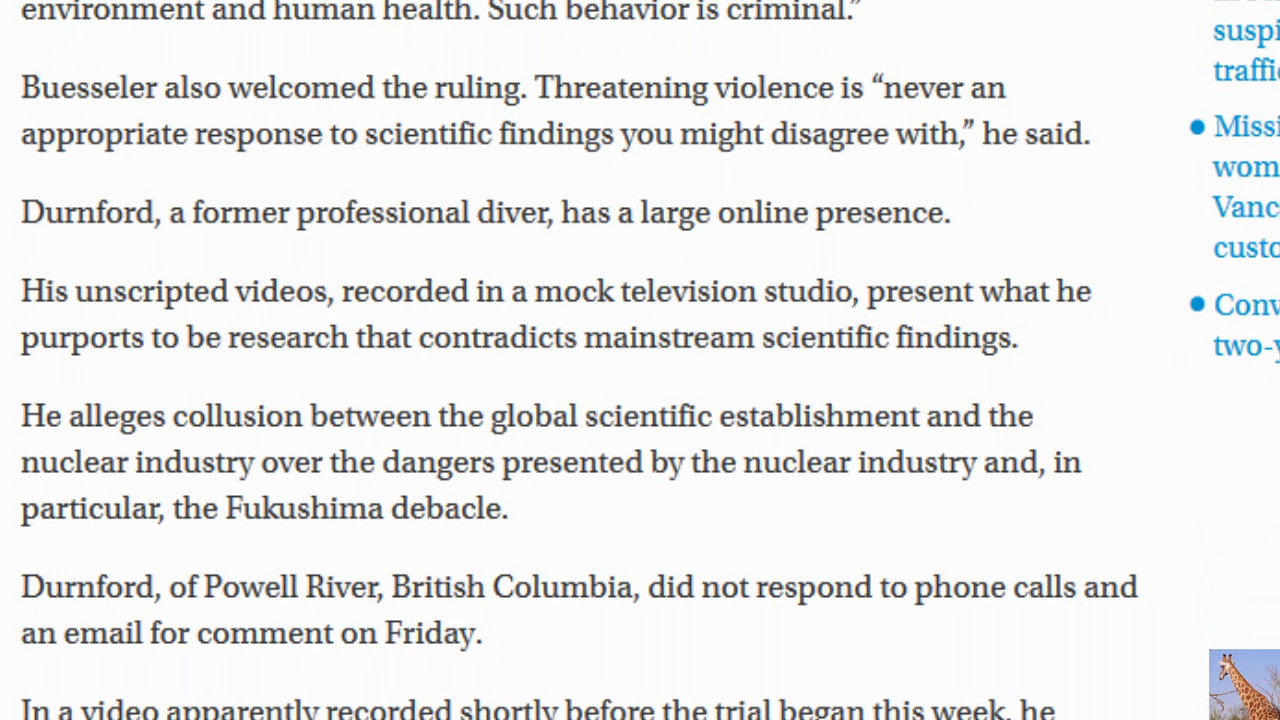 environment and human health. Such behavior is criminal.”
Buesseler also welcomed the ruling. Threatening violence is “never an
appropriate response to scientific findings you might disagree with,” he said.
Durnford, a former professional diver, has a large online presence.
His unscripted videos, recorded in a mock television studio, present what he
purports to be research that contradicts mainstream scientific findings.
He alleges collusion between the global scientific establishment and the
nuclear industry over the dangers presented by the nuclear industry and, in
particular, the Fukushima debacle.
Durnford, of Powell River, British Columbia, did not respond to phone calls and
an email for comment on Friday.
In a video apparently recorded shortly before the trial began this week, he
suspi
traffi
Missi
wom
Vanc
custo
Conv
two-y